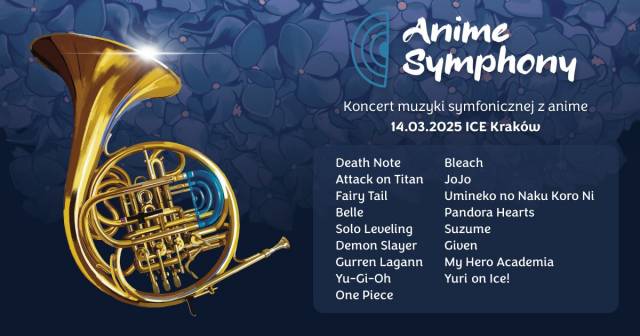 Anime
Symphony
Koncert muzyki symfonicznej z anime
14.03.2025 ICE Kraków
Death Note
Attack on Titan
Fairy Tail
Belle
Solo Leveling
Demon Slayer
Gurren Lagann
Yu-Gi-Oh
One Piece
Bleach
JoJo
Umineko no Naku Koro Ni
Pandora Hearts
Suzume
Given
My Hero Academia
Yuri on Ice!